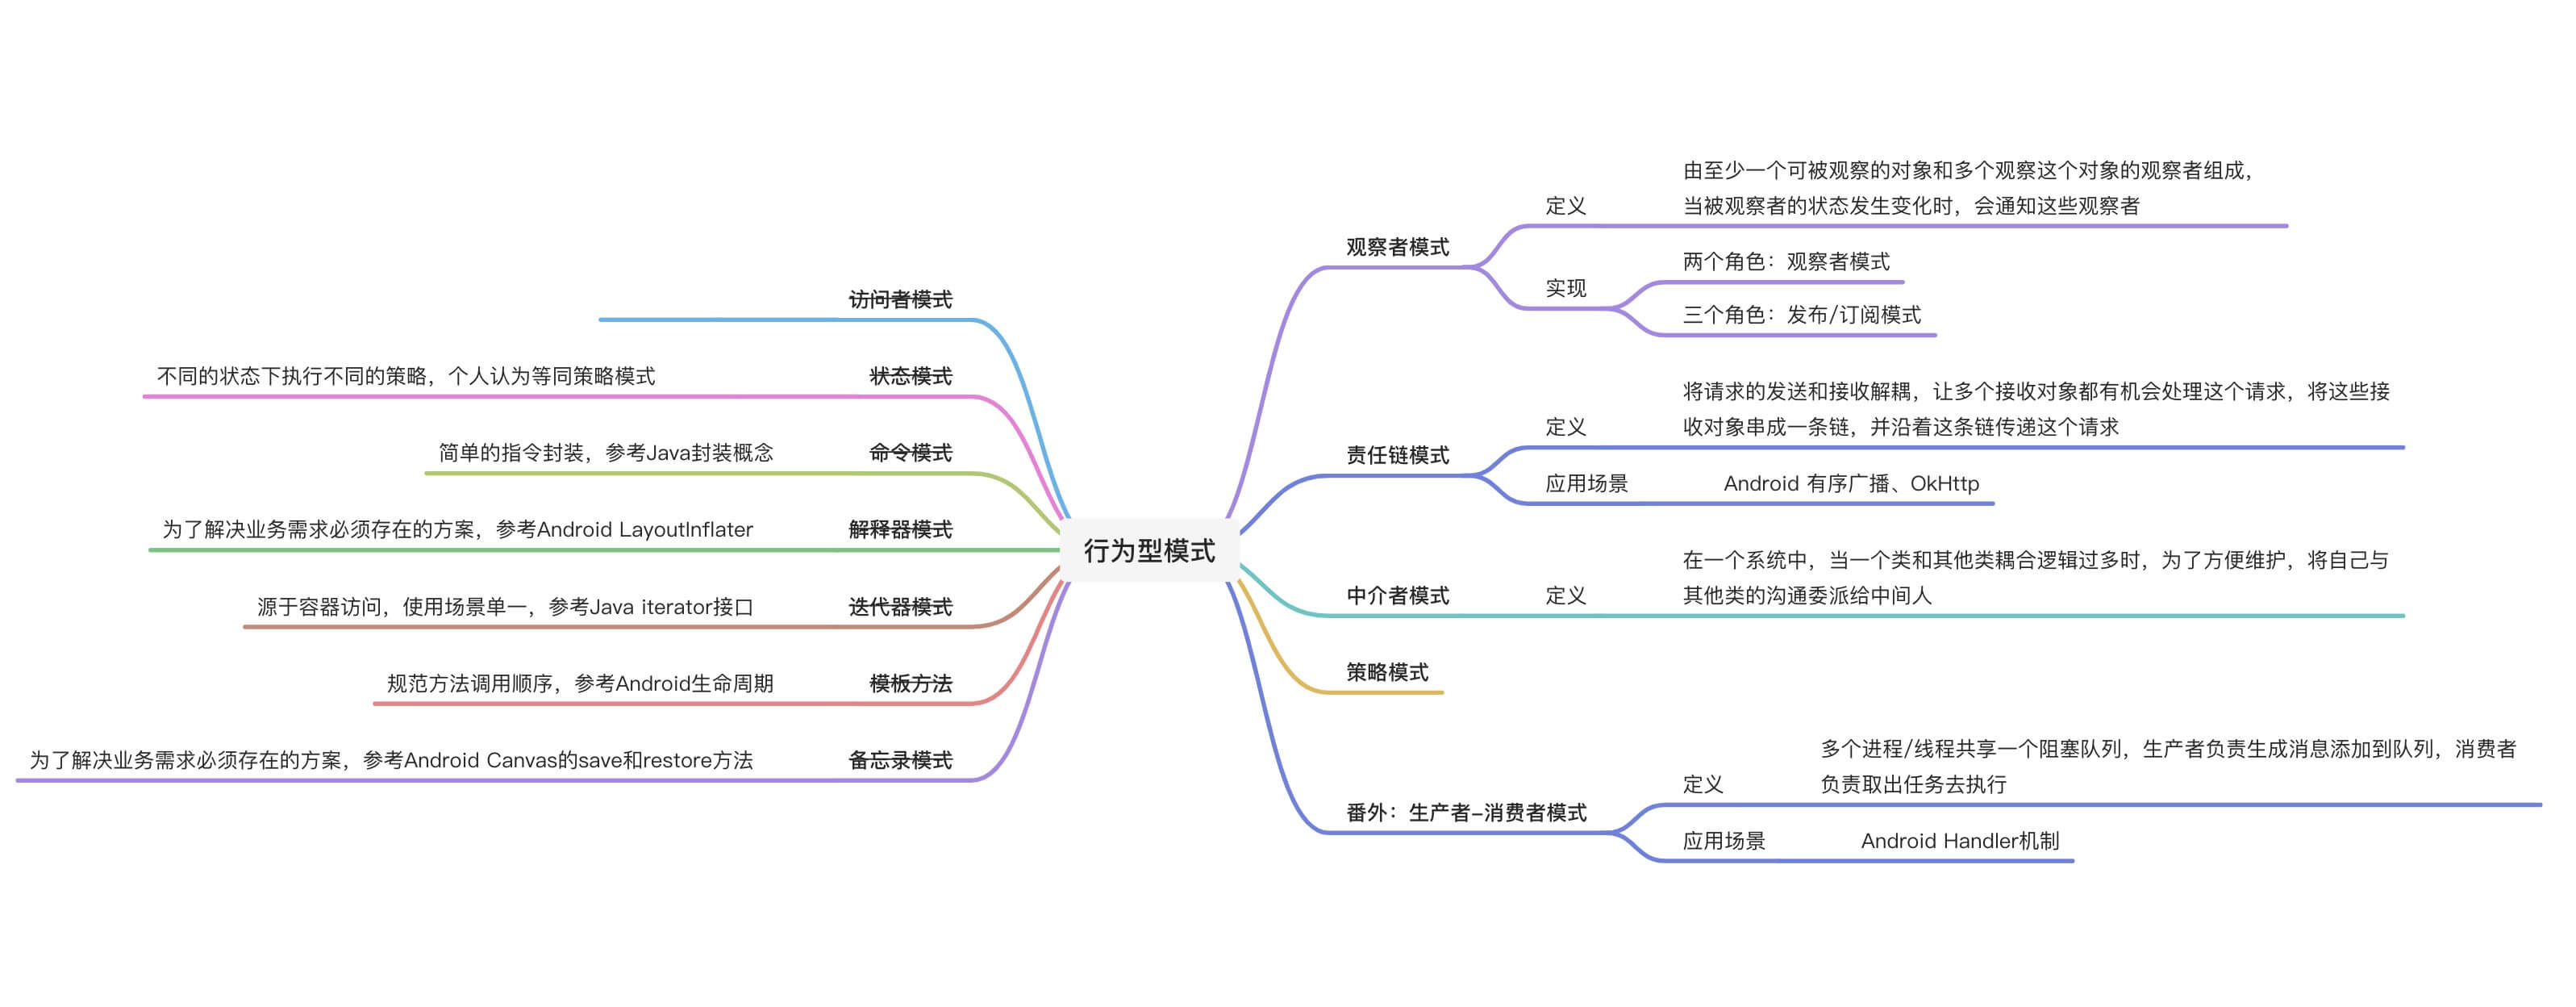 行为型模式
观察者模式
定义
由至少一个可被观察的对象和多个观察这个对象的观察者组成，
当被观察者的状态发生变化时，会通知这些观察者
实现
两个角色：观察者模式
三个角色：发布/订阅模式
责任链模式
定义
将请求的发送和接收解耦，让多个接收对象都有机会处理这个请求，将这些接
收对象串成一条链，并沿着这条链传递这个请求
应用场景
Android 有序广播、OkHttp
中介者模式
定义
在一个系统中，当一个类和其他类耦合逻辑过多时，为了方便维护，将自己与
其他类的沟通委派给中间人
策略模式
番外：生产者-消费者模式
定义
多个进程/线程共享一个阻塞队列，生产者负责生成消息添加到队列，消费者
负责取出任务去执行
应用场景
Android Handler机制
访问者模式
状态模式
不同的状态下执行不同的策略，个人认为等同策略模式
命令模式
简单的指令封装，参考Java封装概念
解释器模式
为了解决业务需求必须存在的方案，参考Android LayoutInflater
迭代器模式
源于容器访问，使用场景单一，参考Java iterator接口
模板方法
规范方法调用顺序，参考Android生命周期
备忘录模式
为了解决业务需求必须存在的方案，参考Android Canvas的save和restore方法